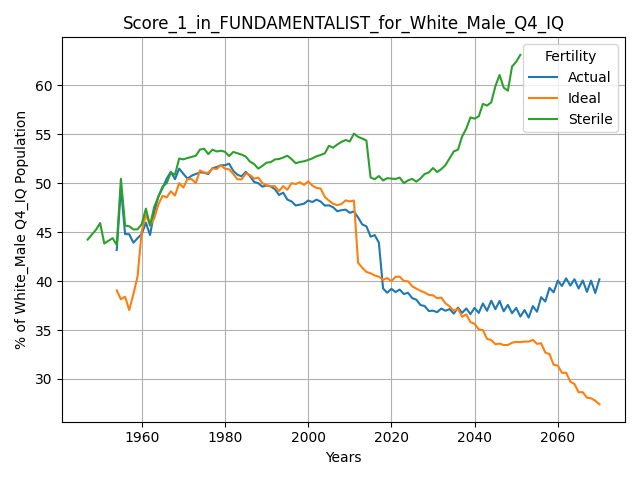 Score_1_in_FUNDAMENTALIST_for_White_Male_Q4_IQ
% of White_Male Q4_IQ Population
60
55
50
45
40
35
30
Fertility
Actual
Ideal
Sterile
1960 1980 2000 2020 2040 2060
Years